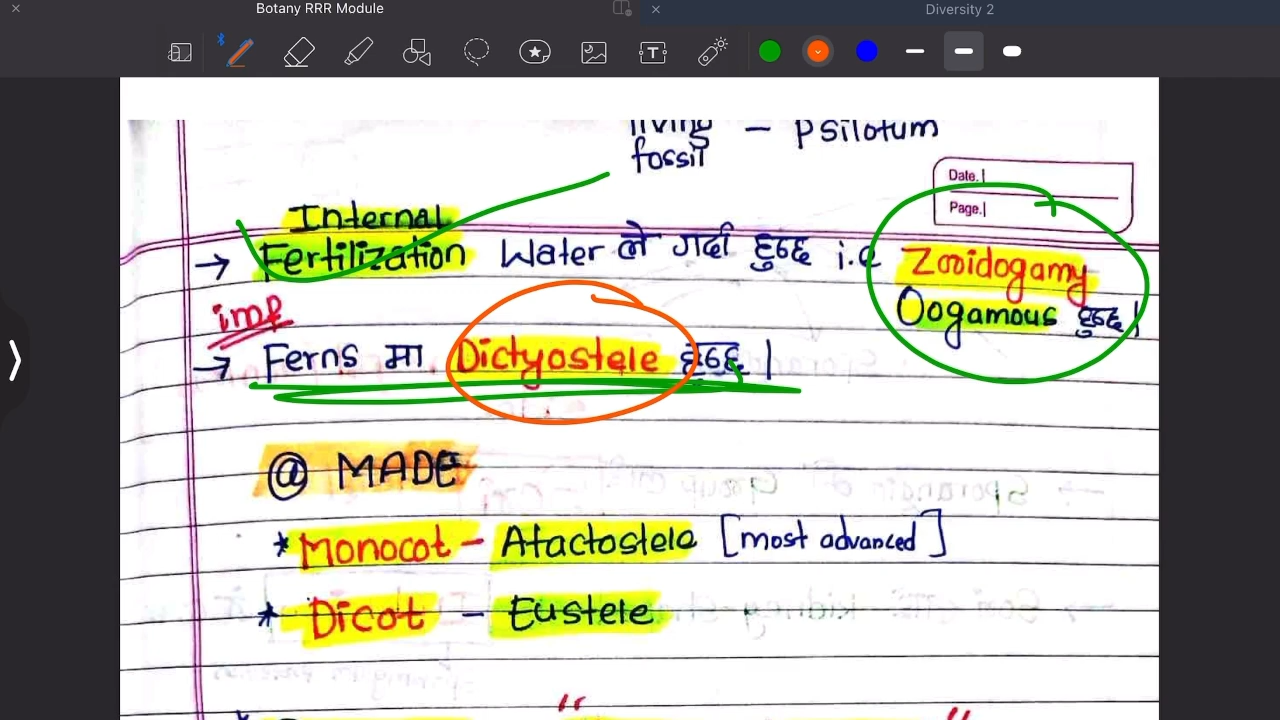 Botany RRR Module
Diversity 2
living – Psilotum
fossil
Date.
Page.
Internal
→ Fertilization Water ले गर्दा हुन्छ i.e Zooidogamy
Oogamous हुन्छ|
imp
→ Ferns मा Dictyostele हुन्छ |
@ MADE
* Monocot – Atactostele [most advanced]
* Dicot – Eustele